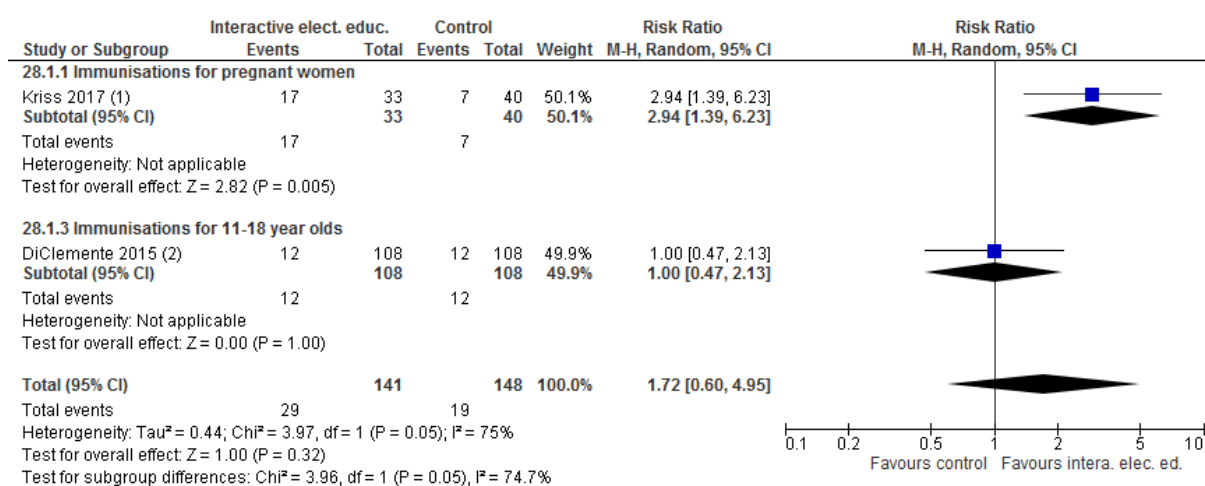 Interactive elect. educ. Control Risk Ratio Risk Ratio
Study or Subgroup Events Total Events Total Weight M-H, Random, 95% CI M-H, Random, 95% CI
28.1.1 Immunisations for pregnant women
Kriss 2017 (1) 17 33 7 40 50.1% 2.94 [1.39, 6.23]
Subtotal (95% CI) 33 40 50.1% 2.94 [1.39, 6.23]
Total events 17 7
Heterogeneity: Not applicable
Test for overall effect: Z = 2.82 (P = 0.005)
28.1.3 Immunisations for 11-18 year olds
DiClemente 2015 (2) 12 108 12 108 49.9% 1.00 [0.47, 2.13]
Subtotal (95% CI) 108 108 49.9% 1.00 [0.47, 2.13]
Total events 12 12
Heterogeneity: Not applicable
Test for overall effect: Z = 0.00 (P = 1.00)
Total (95% CI) 141 148 100.0% 1.72 [0.60, 4.95]
Total events 29 19
Heterogeneity: Tau² = 0.44; Chi² = 3.97, df = 1 (P = 0.05); I² = 75%
Test for overall effect: Z = 1.00 (P = 0.32)
Test for subgroup differences: Chi² = 3.96, df = 1 (P = 0.05), I² = 74.7%
0.1 0.2 0.5 1 2 5 10
Favours control Favours intera. elec. ed.